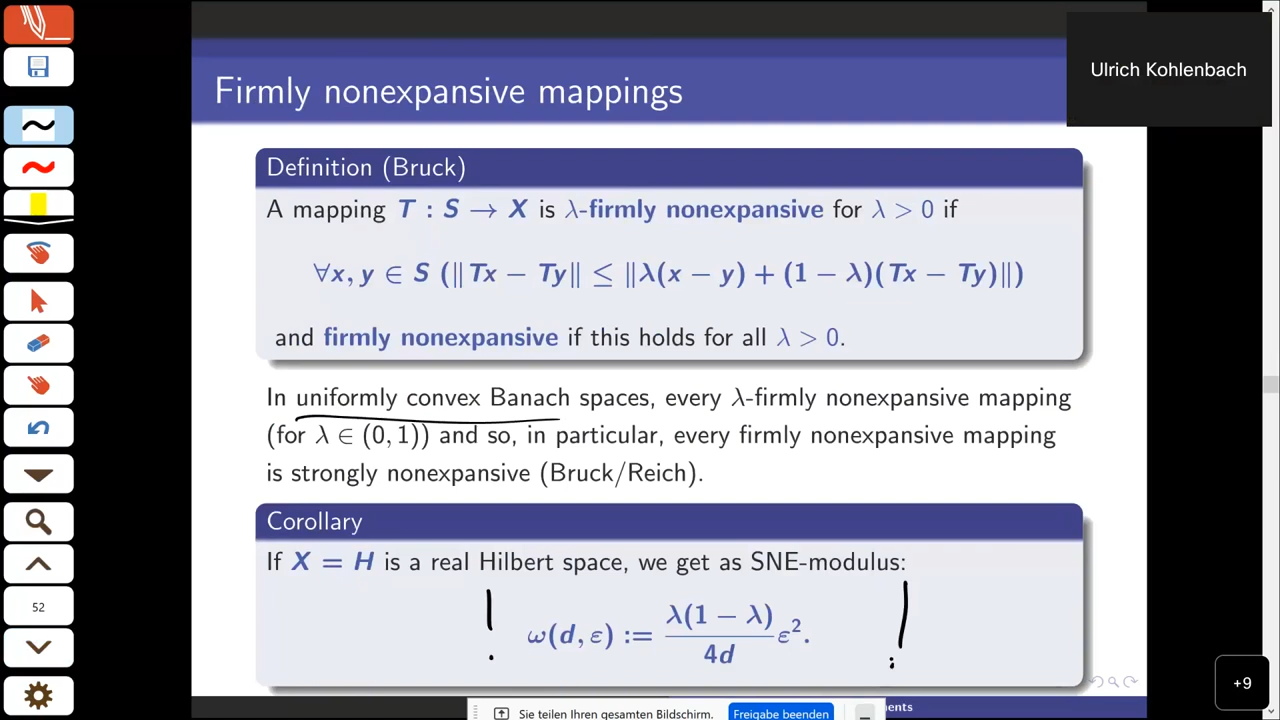 Ulrich Kohlenbach
Firmly nonexpansive mappings
Definition (Bruck)
A mapping T : S → X is λ-firmly nonexpansive for λ > 0 if
∀x, y ∈ S (‖Tx − Ty‖ ≤ ‖λ(x − y) + (1 − λ)(Tx − Ty)‖)
and firmly nonexpansive if this holds for all λ > 0.
In uniformly convex Banach spaces, every λ-firmly nonexpansive mapping
(for λ ∈ (0, 1)) and so, in particular, every firmly nonexpansive mapping
is strongly nonexpansive (Bruck/Reich).
Corollary
If X = H is a real Hilbert space, we get as SNE-modulus:
! ω(d, ε) := λ(1 − λ)/4d ε². !
52
+9
Sie teilen Ihren gesamten Bildschirm. Freigabe beenden
ments